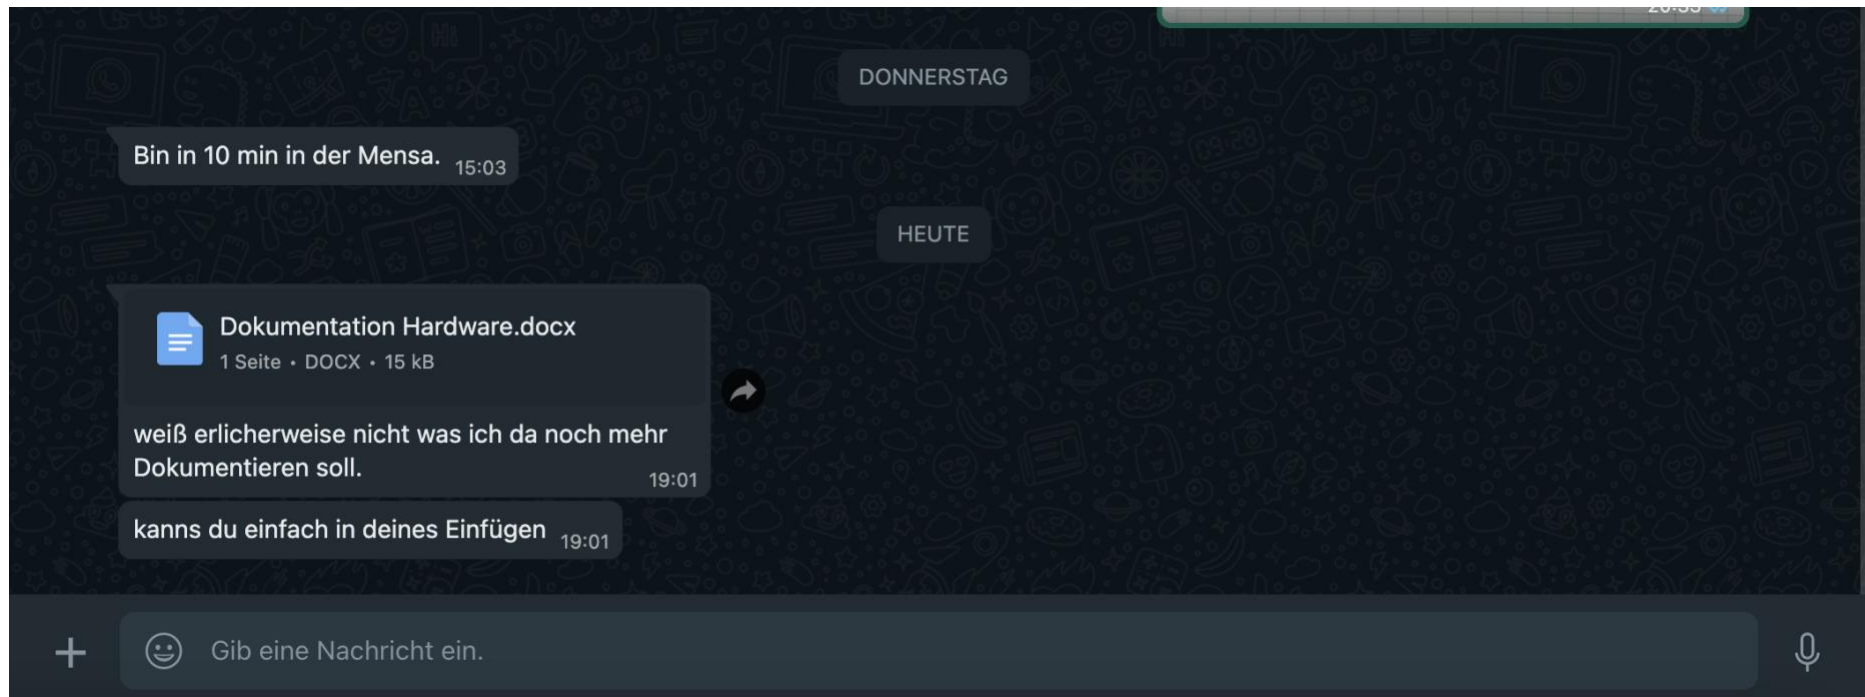 20:33
DONNERSTAG
Bin in 10 min in der Mensa. 15:03
HEUTE
Dokumentation Hardware.docx
1 Seite • DOCX • 15 kB
weiß erlicherweise nicht was ich da noch mehr
Dokumentieren soll. 19:01
kanns du einfach in deines Einfügen 19:01
Gib eine Nachricht ein.